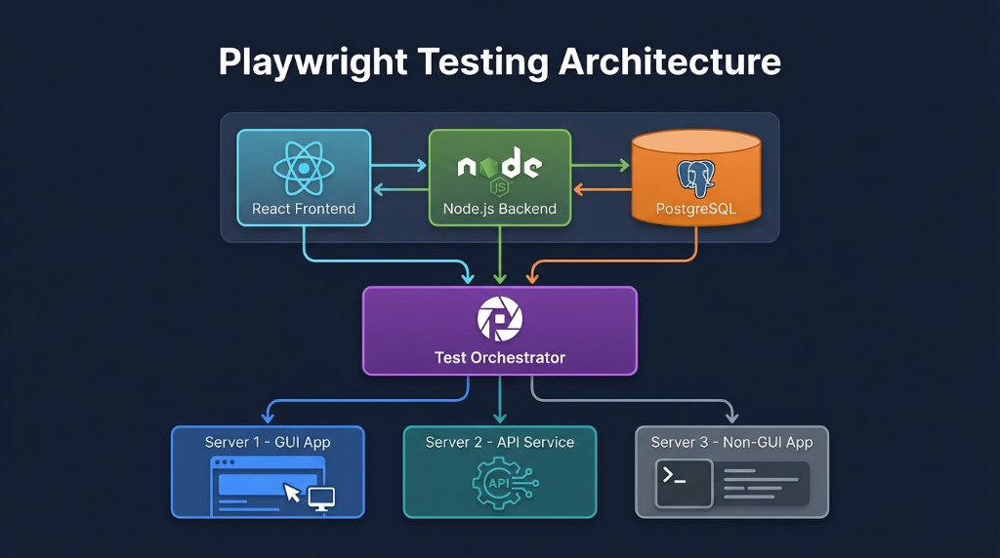 Playwright Testing Architecture
node
JS
React Frontend
Node.js Backend
PostgreSQL
Test Orchestrator
Server 1 - GUI App
Server 2 - API Service
Server 3 - Non-GUI App
API
>_